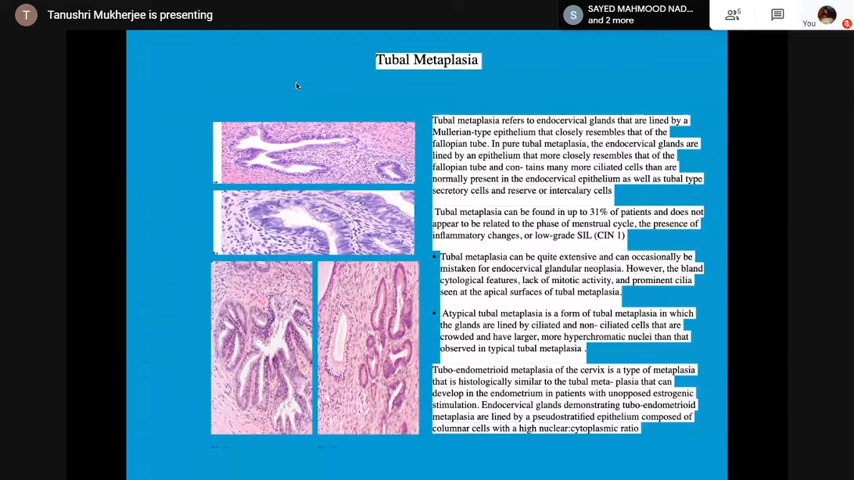 T Tanushri Mukherjee is presenting
S SAYED MAHMOOD NAD...
and 2 more
6
You
Tubal Metaplasia
Tubal metaplasia refers to endocervical glands that are lined by a
Mullerian-type epithelium that closely resembles that of the
fallopian tube. In pure tubal metaplasia, the endocervical glands are
lined by an epithelium that more closely resembles that of the
fallopian tube and con- tains many more ciliated cells than are
normally present in the endocervical epithelium as well as tubal type
secretory cells and reserve or intercalary cells
Tubal metaplasia can be found in up to 31% of patients and does not
appear to be related to the phase of menstrual cycle, the presence of
inflammatory changes, or low-grade SIL (CIN 1)
• Tubal metaplasia can be quite extensive and can occasionally be
mistaken for endocervical glandular neoplasia. However, the bland
cytological features, lack of mitotic activity, and prominent cilia
seen at the apical surfaces of tubal metaplasia.
• Atypical tubal metaplasia is a form of tubal metaplasia in which
the glands are lined by ciliated and non- ciliated cells that are
crowded and have larger, more hyperchromatic nuclei than that
observed in typical tubal metaplasia .
Tubo-endometrioid metaplasia of the cervix is a type of metaplasia
that is histologically similar to the tubal meta- plasia that can
develop in the endometrium in patients with unopposed estrogenic
stimulation. Endocervical glands demonstrating tubo-endometrioid
metaplasia are lined by a pseudostratified epithelium composed of
columnar cells with a high nuclear:cytoplasmic ratio